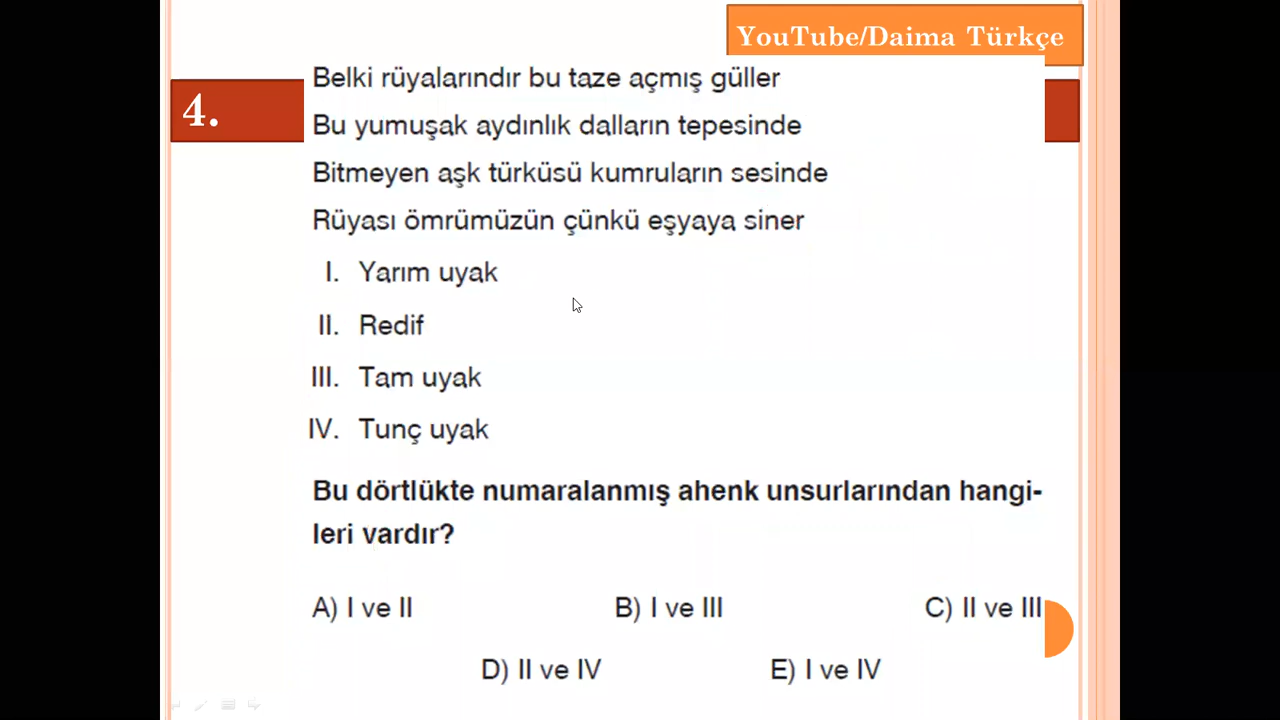 YouTube/Daima Türkçe
4.
Belki rüyalarındır bu taze açmış güller
Bu yumuşak aydınlık dalların tepesinde
Bitmeyen aşk türküsü kumruların sesinde
Rüyası ömrümüzün çünkü eşyaya siner
I. Yarım uyak
II. Redif
III. Tam uyak
IV. Tunç uyak
Bu dörtlükte numaralanmış ahenk unsurlarından hangi-
leri vardır?
A) I ve II B) I ve III C) II ve III
D) II ve IV E) I ve IV